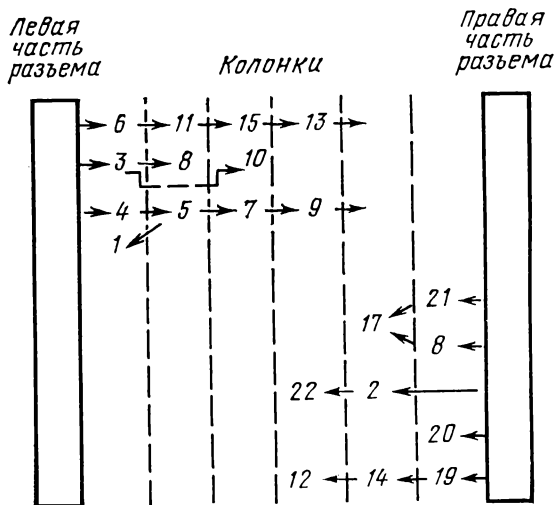 Левая
часть
разъема
Колонки
Правая
часть
разъема
6 11 15 13
3 8 10
4 5 7 9
1
21
17
8
22 2
20
12 14 19